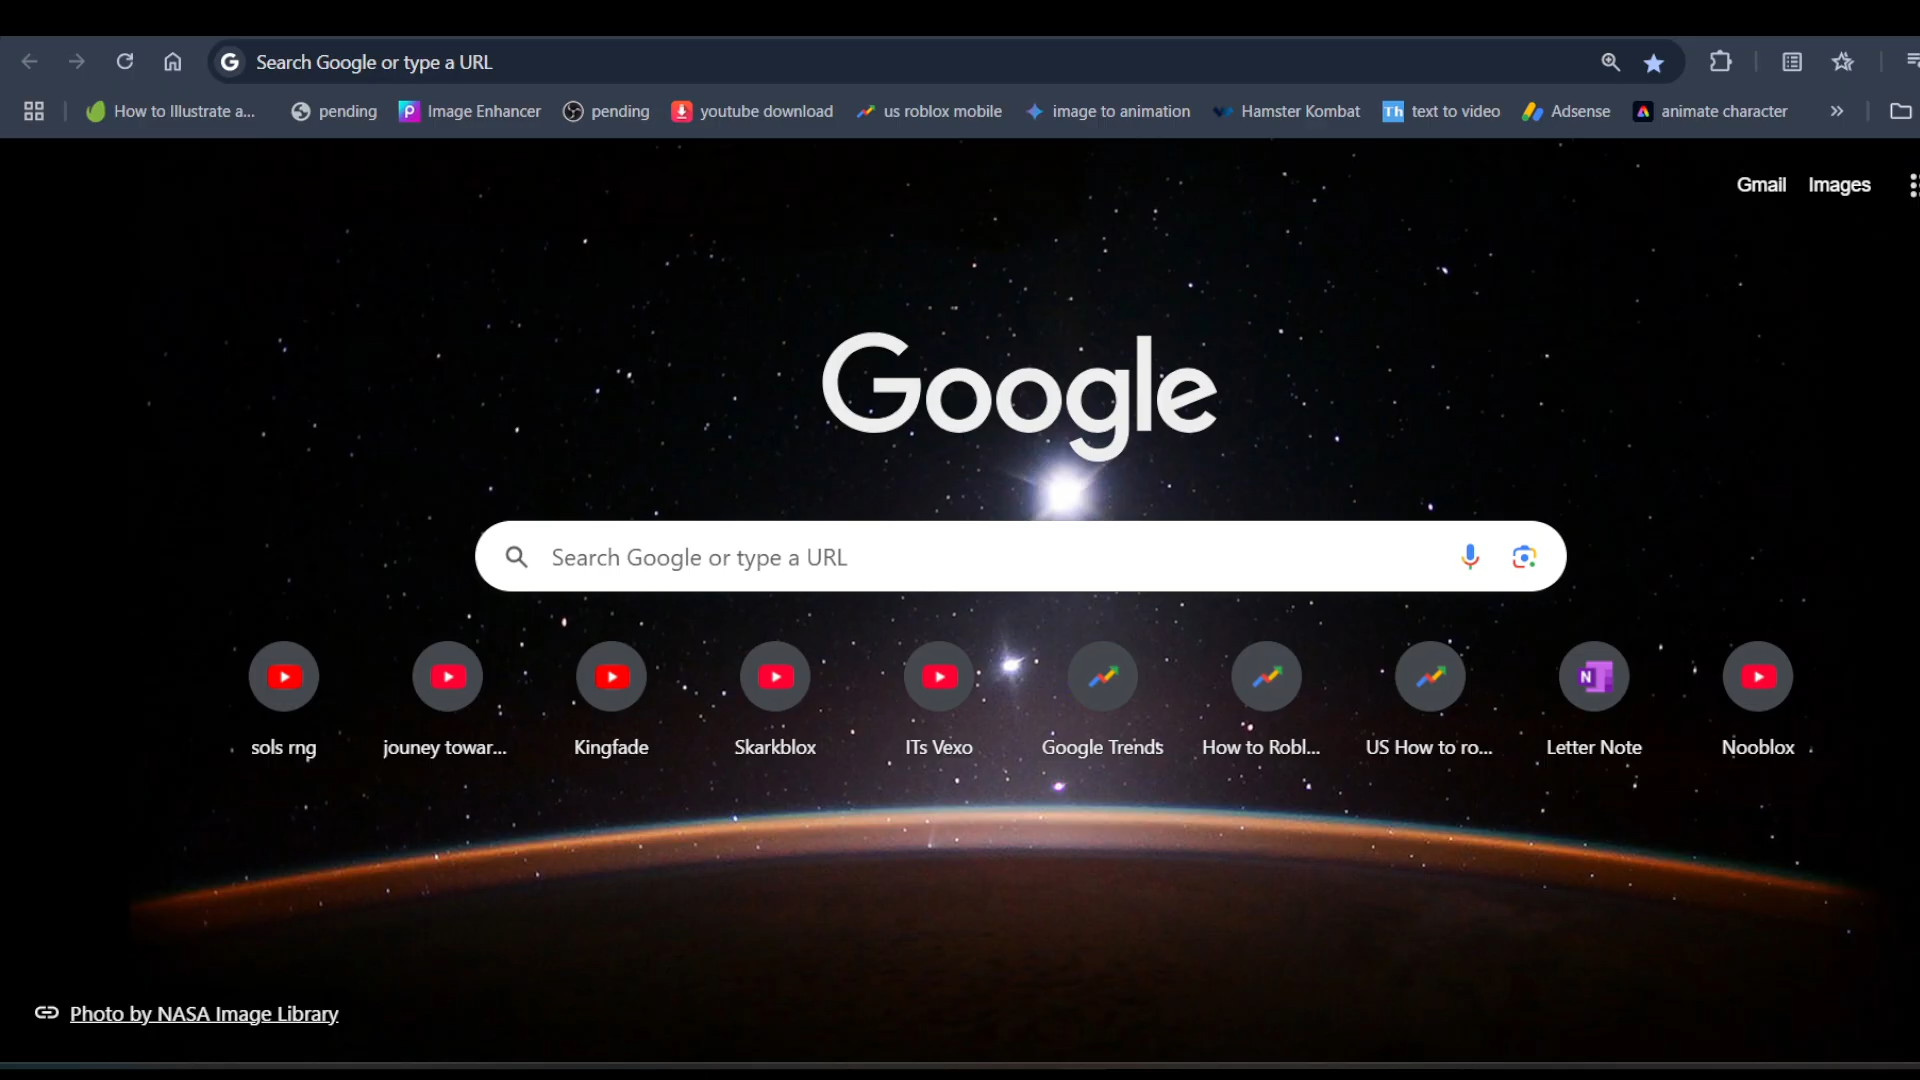 Search Google or type a URL
How to Illustrate a... pending Image Enhancer pending youtube download us roblox mobile image to animation Hamster Kombat Th text to video Adsense animate character
Gmail Images
Google
Search Google or type a URL
sols rng jouney towar... Kingfade Skarkblox ITs Vexo Google Trends How to Robl... US How to ro... Letter Note Nooblox
Photo by NASA Image Library